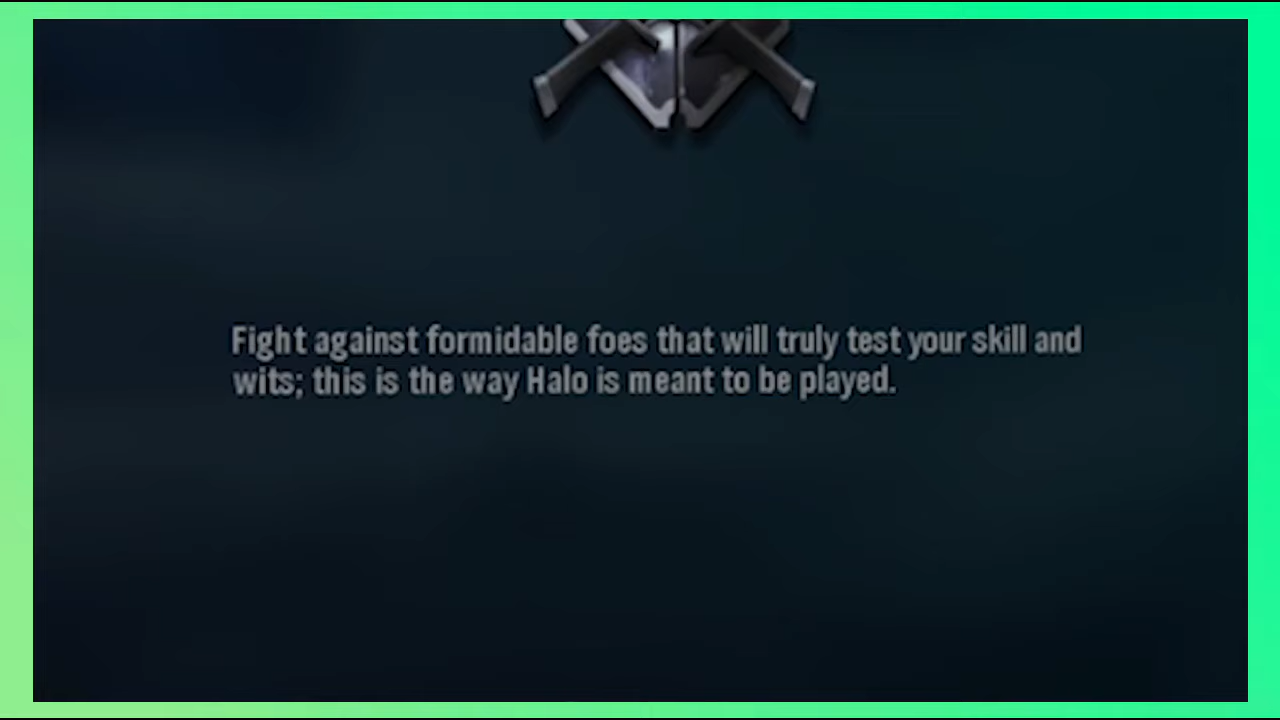 Fight against formidable foes that will truly test your skill and
wits; this is the way Halo is meant to be played.